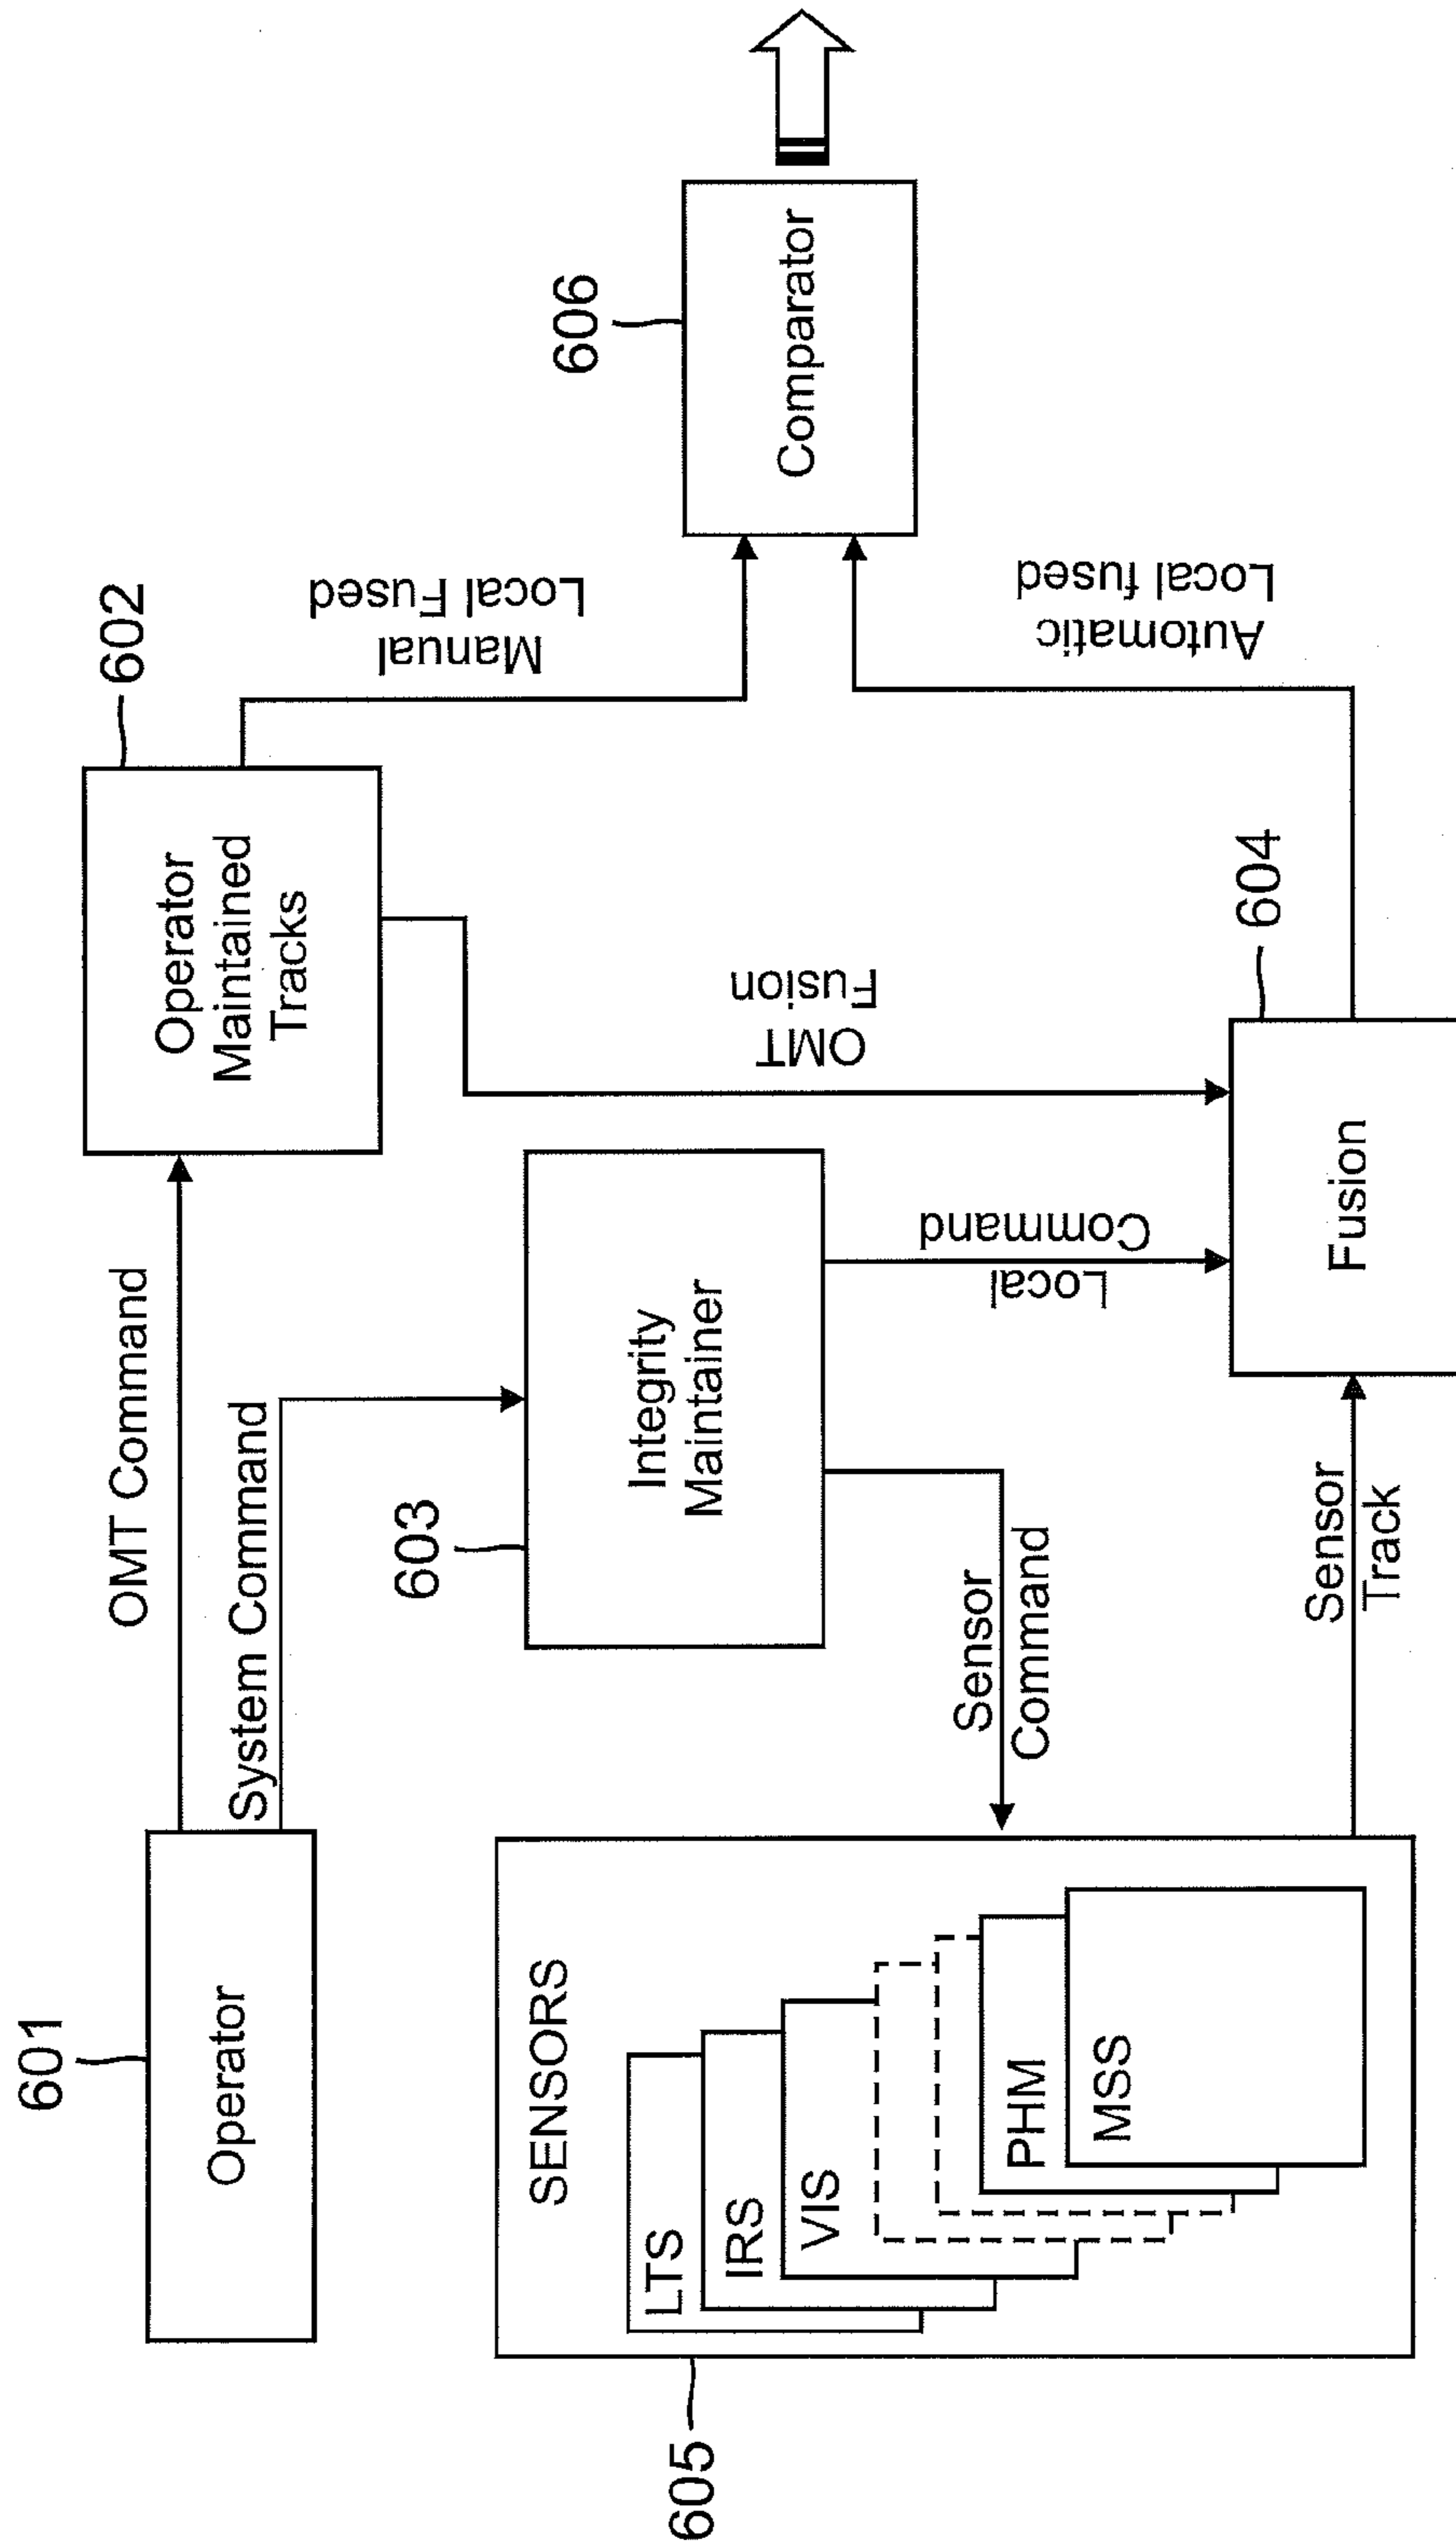 601
Operator
OMT Command
System Command
602
Operator
Maintained
Tracks
Manual
Local Fused
603
Integrity
Maintainer
OMT
Fusion
Local
Command
Sensor
Command
605
SENSORS
LTS
IRS
VIS
PHM
MSS
Sensor
Track
604
Fusion
Automatic
Local fused
606
Comparator